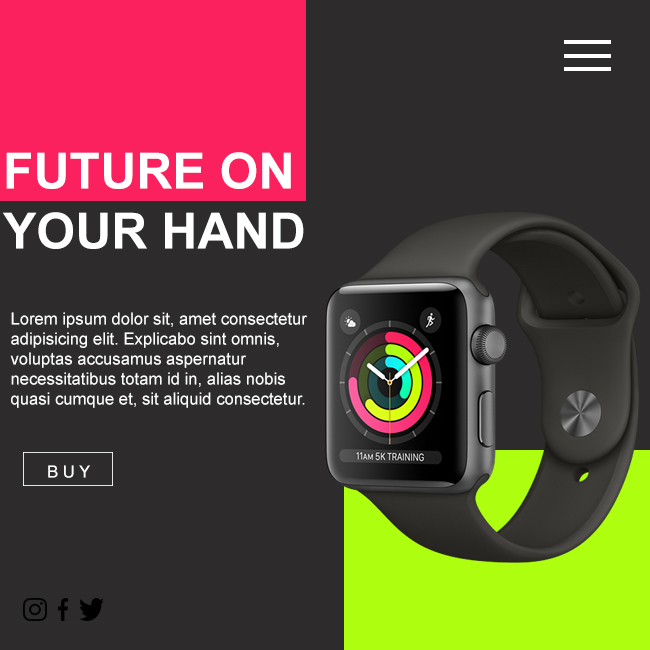 FUTURE ON
YOUR HAND
Lorem ipsum dolor sit, amet consectetur
adipisicing elit. Explicabo sint omnis,
voluptas accusamus aspernatur
necessitatibus totam id in, alias nobis
quasi cumque et, sit aliquid consectetur.
11AM 5K TRAINING
BUY